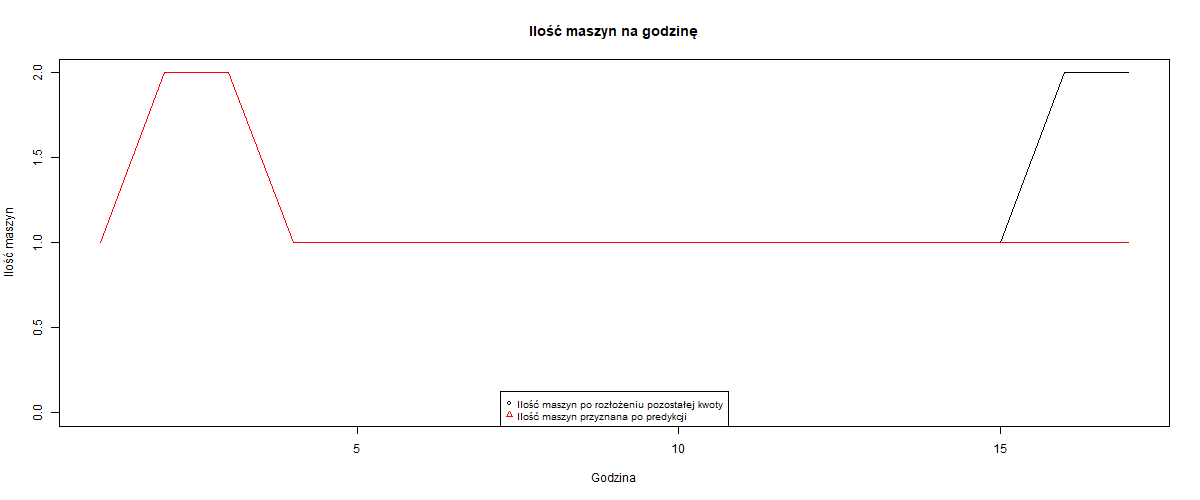 Ilość maszyn na godzinę
Ilość maszyn
2.0
1.5
1.0
0.5
0.0
Ilość maszyn po rozłożeniu pozostałej kwoty
Ilość maszyn przyznana po predykcji
5 10 15
Godzina